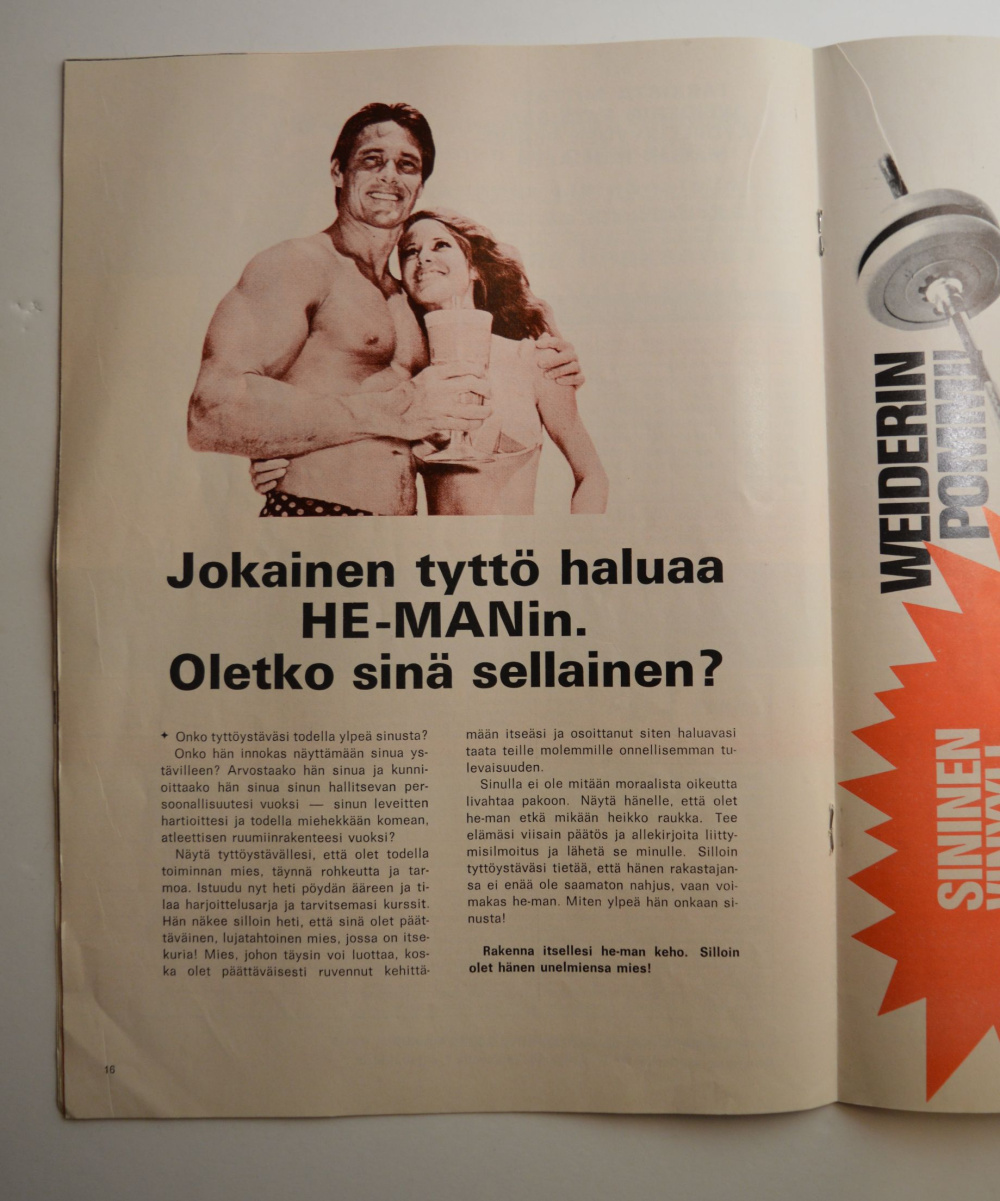 Jokainen tyttö haluaa
HE-MANin.
Oletko sinä sellainen?
✦ Onko tyttöystäväsi todella ylpeä sinusta?
Onko hän innokas näyttämään sinua ys-
tävilleen? Arvostaako hän sinua ja kunni-
oittaako hän sinua sinun hallitsevan per-
soonallisuutesi vuoksi — sinun leveitten
hartioittesi ja todella miehekkään komean,
atleettisen ruumiinrakenteesi vuoksi?
Näytä tyttöystävällesi, että olet todella
toiminnan mies, täynnä rohkeutta ja tar-
moa. Istuudu nyt heti pöydän ääreen ja ti-
laa harjoittelusarja ja tarvitsemasi kurssit.
Hän näkee silloin heti, että sinä olet päät-
täväinen, lujatahtoinen mies, jossa on itse-
kuria! Mies, johon täysin voi luottaa, kos-
ka olet päättäväisesti ruvennut kehittä-
mään itseäsi ja osoittanut siten haluavasi
taata teille molemmille onnellisemman tu-
levaisuuden.
Sinulla ei ole mitään moraalista oikeutta
livahtaa pakoon. Näytä hänelle, että olet
he-man etkä mikään heikko raukka. Tee
elämäsi viisain päätös ja allekirjoita liitty-
misilmoitus ja lähetä se minulle. Silloin
tyttöystäväsi tietää, että hänen rakastajan-
sa ei enää ole saamaton nahjus, vaan voi-
makas he-man. Miten ylpeä hän onkaan si-
nusta!
Rakenna itsellesi he-man keho. Silloin
olet hänen unelmiensa mies!
16
WEIDERIN
SININEN